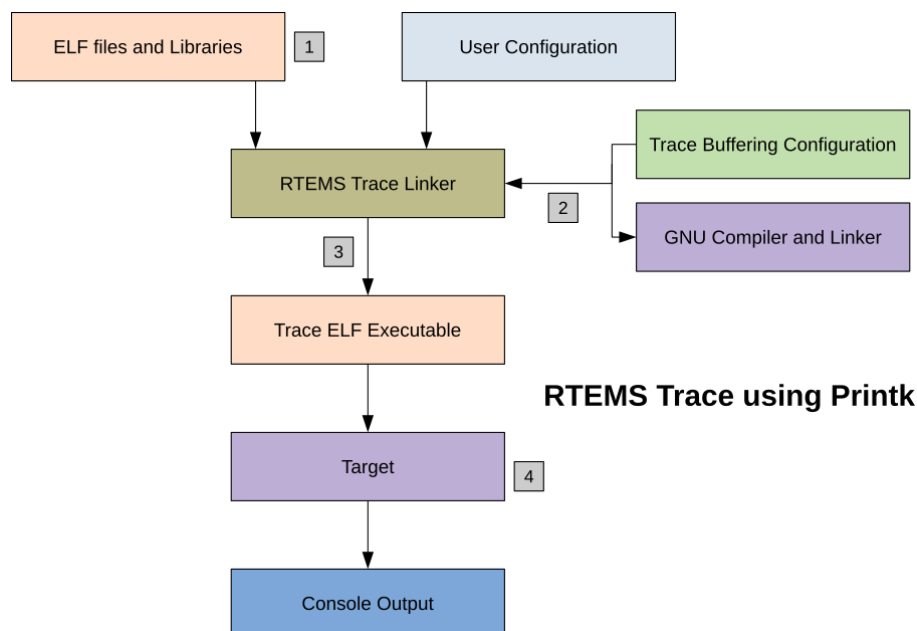 ELF files and Libraries
1
User Configuration
Trace Buffering Configuration
RTEMS Trace Linker
2
GNU Compiler and Linker
3
Trace ELF Executable
RTEMS Trace using Printk
Target
4
Console Output